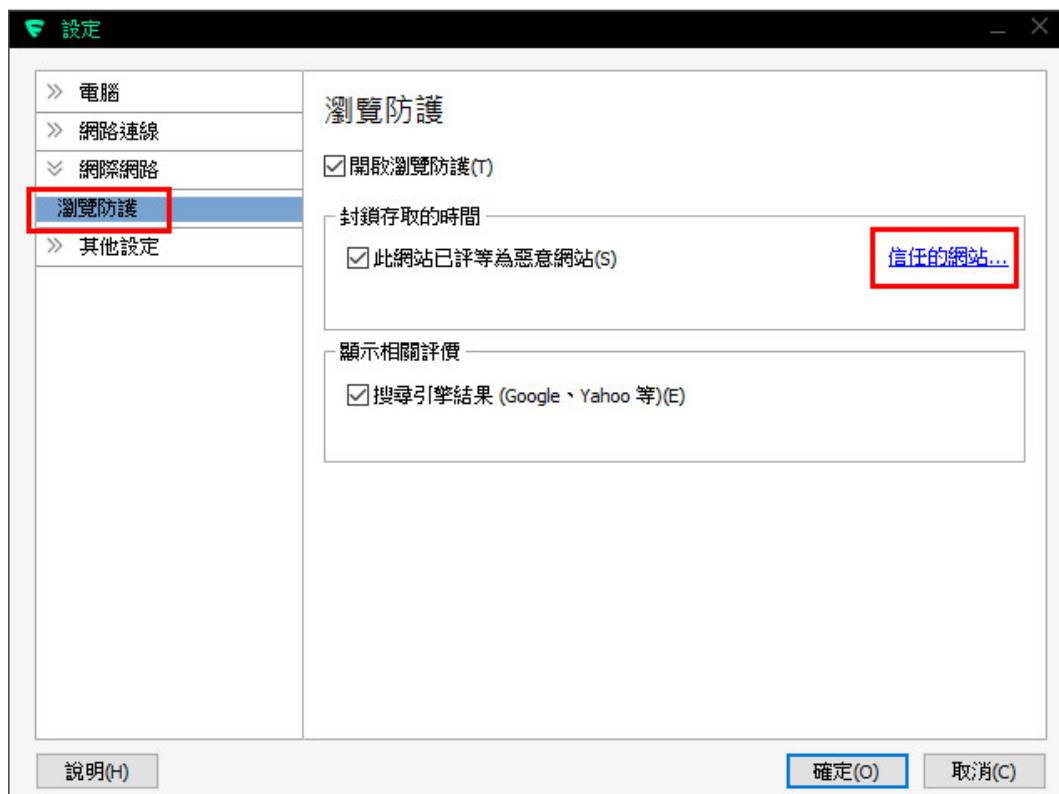 設定
電腦
網路連線
網際網路
瀏覽防護
其他設定
瀏覽防護
開啟瀏覽防護(T)
封鎖存取的時間
此網站已評等為惡意網站(S)
信任的網站...
顯示相關評價
搜尋引擎結果 (Google、Yahoo 等)(E)
說明(H)
確定(O)
取消(C)